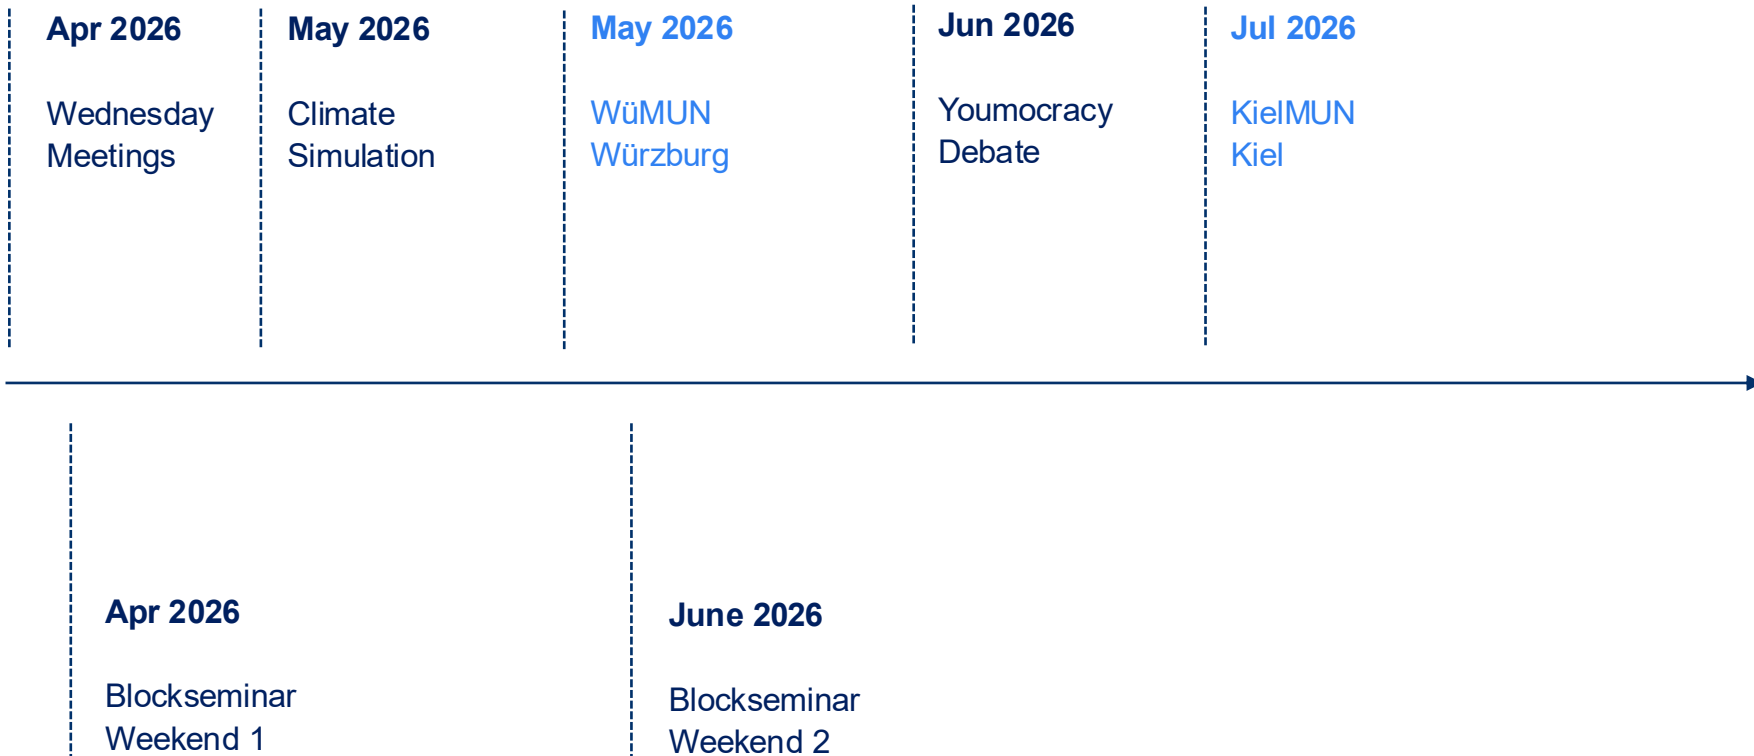 Apr 2026
Wednesday
Meetings
May 2026
Climate
Simulation
May 2026
WüMUN
Würzburg
Jun 2026
Youmocracy
Debate
Jul 2026
KielMUN
Kiel
Apr 2026
Blockseminar
Weekend 1
June 2026
Blockseminar
Weekend 2